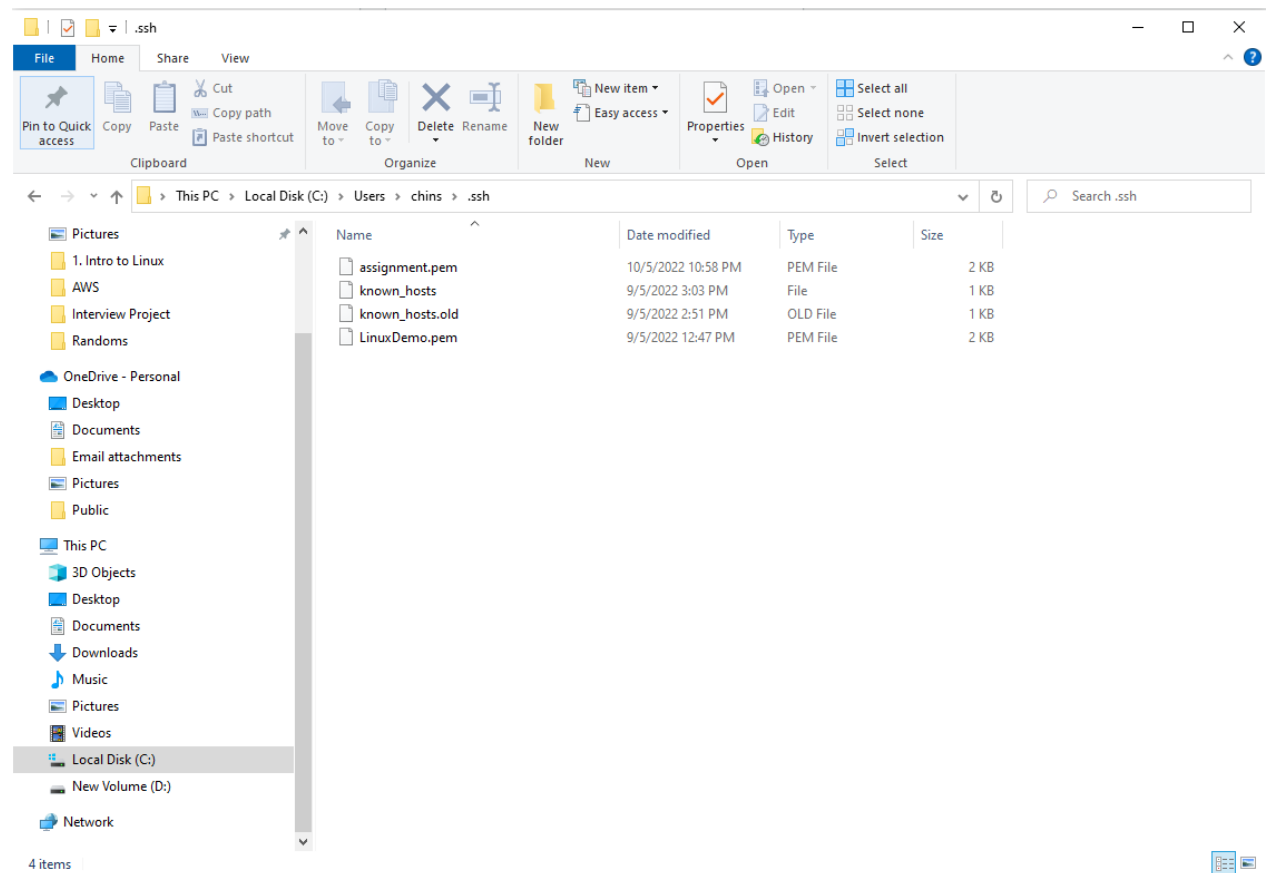 .ssh
File Home Share View
Pin to Quick access
Copy
Paste
Cut
Copy path
Paste shortcut
Clipboard
Move to
Copy to
Delete
Rename
Organize
New folder
New item
Easy access
New
Properties
Open
Edit
History
Open
Select all
Select none
Invert selection
Select
This PC > Local Disk (C:) > Users > chins > .ssh
Search .ssh
Pictures
1. Intro to Linux
AWS
Interview Project
Randoms
OneDrive - Personal
Desktop
Documents
Email attachments
Pictures
Public
This PC
3D Objects
Desktop
Documents
Downloads
Music
Pictures
Videos
Local Disk (C:)
New Volume (D:)
Network
Name Date modified Type Size
assignment.pem 10/5/2022 10:58 PM PEM File 2 KB
known_hosts 9/5/2022 3:03 PM File 1 KB
known_hosts.old 9/5/2022 2:51 PM OLD File 1 KB
LinuxDemo.pem 9/5/2022 12:47 PM PEM File 2 KB
4 items